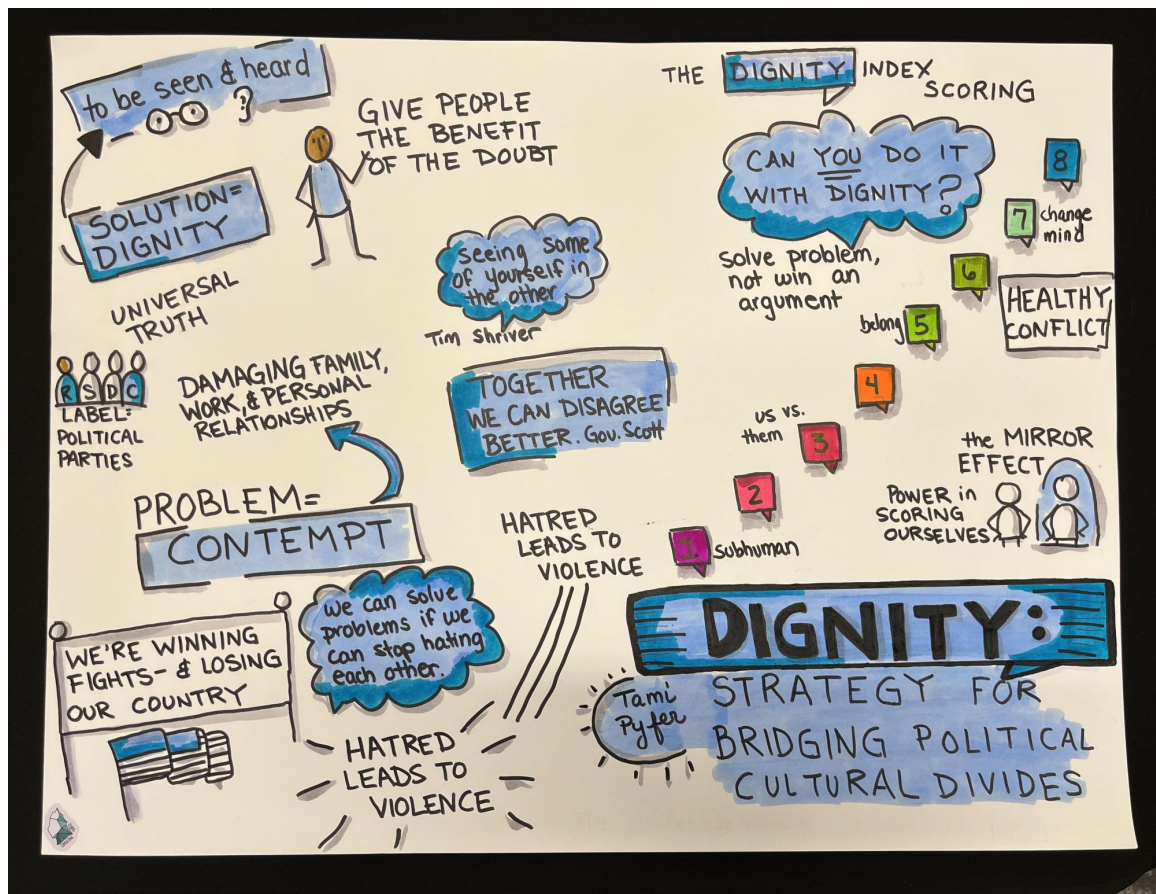 to be seen & heard
GIVE PEOPLE
THE BENEFIT
OF THE DOUBT
SOLUTION=
DIGNITY
UNIVERSAL
TRUTH
R S D C
LABEL:
POLITICAL
PARTIES
DAMAGING FAMILY,
WORK, & PERSONAL
RELATIONSHIPS
PROBLEM=
CONTEMPT
WE'RE WINNING
FIGHTS- & LOSING
OUR COUNTRY
we can solve
problems if we
can stop hating
each other.
HATRED
LEADS TO
VIOLENCE
HATRED
LEADS TO
VIOLENCE
seeing some
of yourself in
the other
Tim Shriver
TOGETHER
WE CAN DISAGREE
BETTER. Gov. Scott
THE DIGNITY INDEX
SCORING
CAN YOU DO IT
WITH DIGNITY?
solve problem,
not win an
argument
8
7 change
mind
6
HEALTHY
CONFLICT
belong 5
4
us vs.
them 3
2
1 subhuman
the MIRROR
EFFECT
POWER in
SCORING
OURSELVES
DIGNITY:
Tami
Pyfer
STRATEGY FOR
BRIDGING POLITICAL
CULTURAL DIVIDES